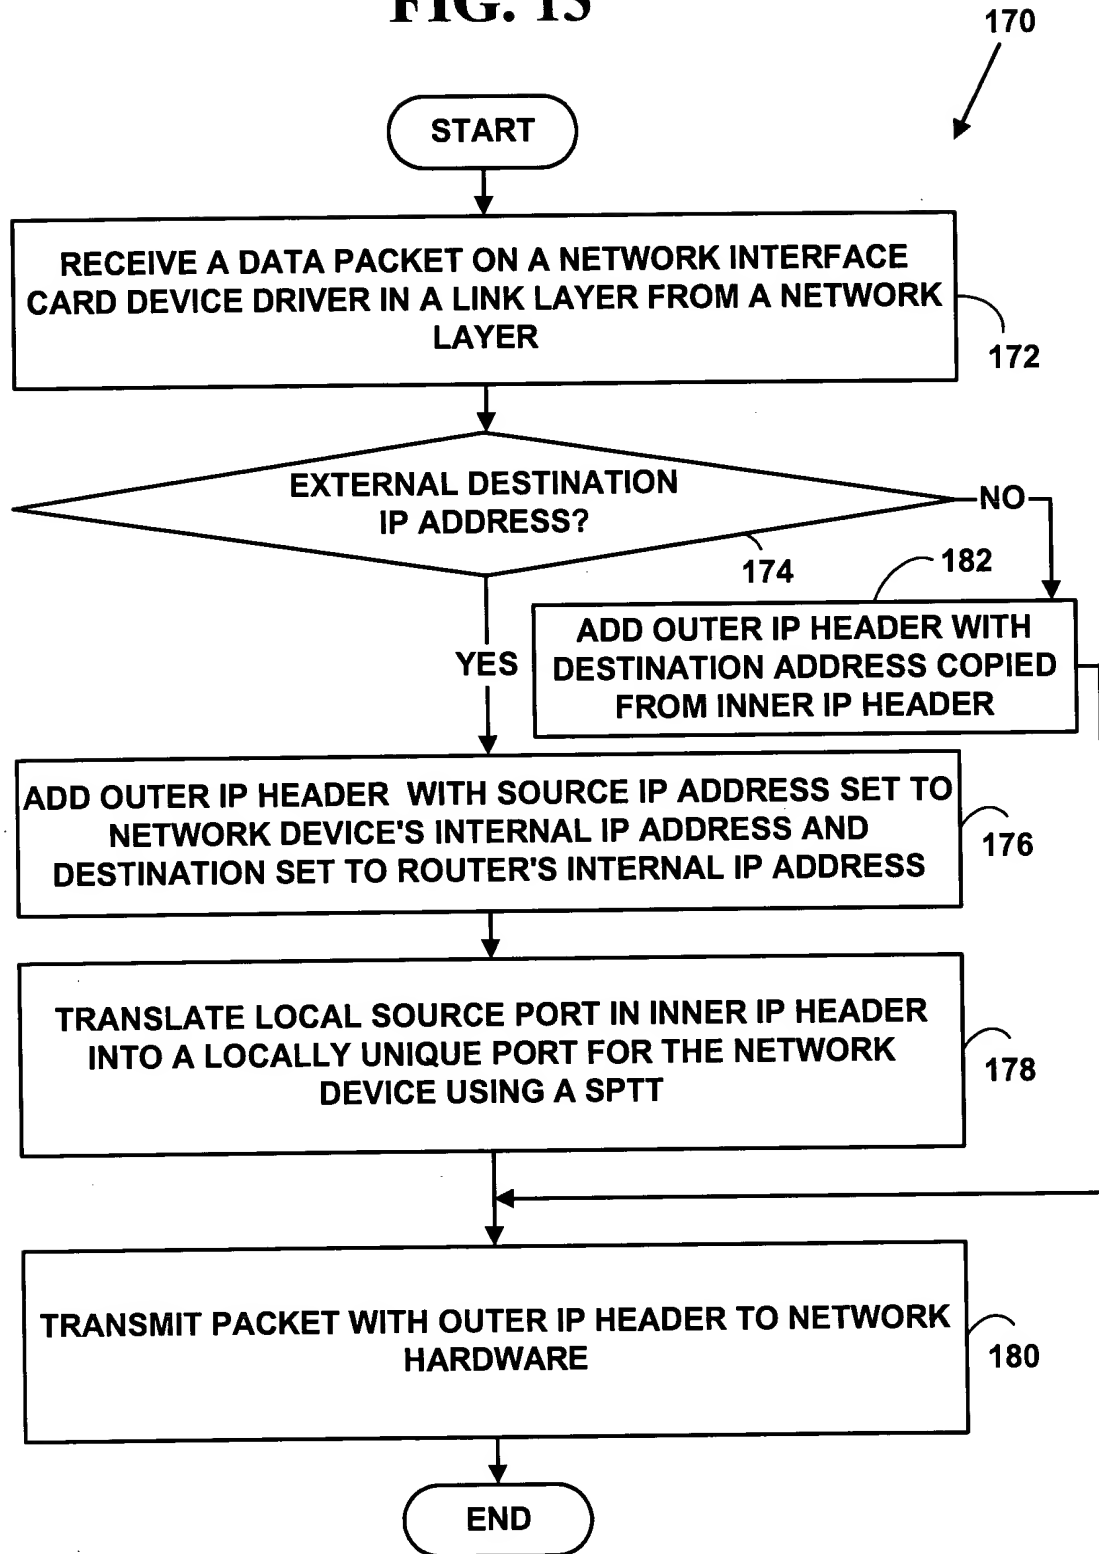 FIG. 13
170
START
RECEIVE A DATA PACKET ON A NETWORK INTERFACE
CARD DEVICE DRIVER IN A LINK LAYER FROM A NETWORK
LAYER
172
EXTERNAL DESTINATION
IP ADDRESS?
NO
174
182
ADD OUTER IP HEADER WITH
DESTINATION ADDRESS COPIED
FROM INNER IP HEADER
YES
ADD OUTER IP HEADER WITH SOURCE IP ADDRESS SET TO
NETWORK DEVICE'S INTERNAL IP ADDRESS AND
DESTINATION SET TO ROUTER'S INTERNAL IP ADDRESS
176
TRANSLATE LOCAL SOURCE PORT IN INNER IP HEADER
INTO A LOCALLY UNIQUE PORT FOR THE NETWORK
DEVICE USING A SPTT
178
TRANSMIT PACKET WITH OUTER IP HEADER TO NETWORK
HARDWARE
180
END